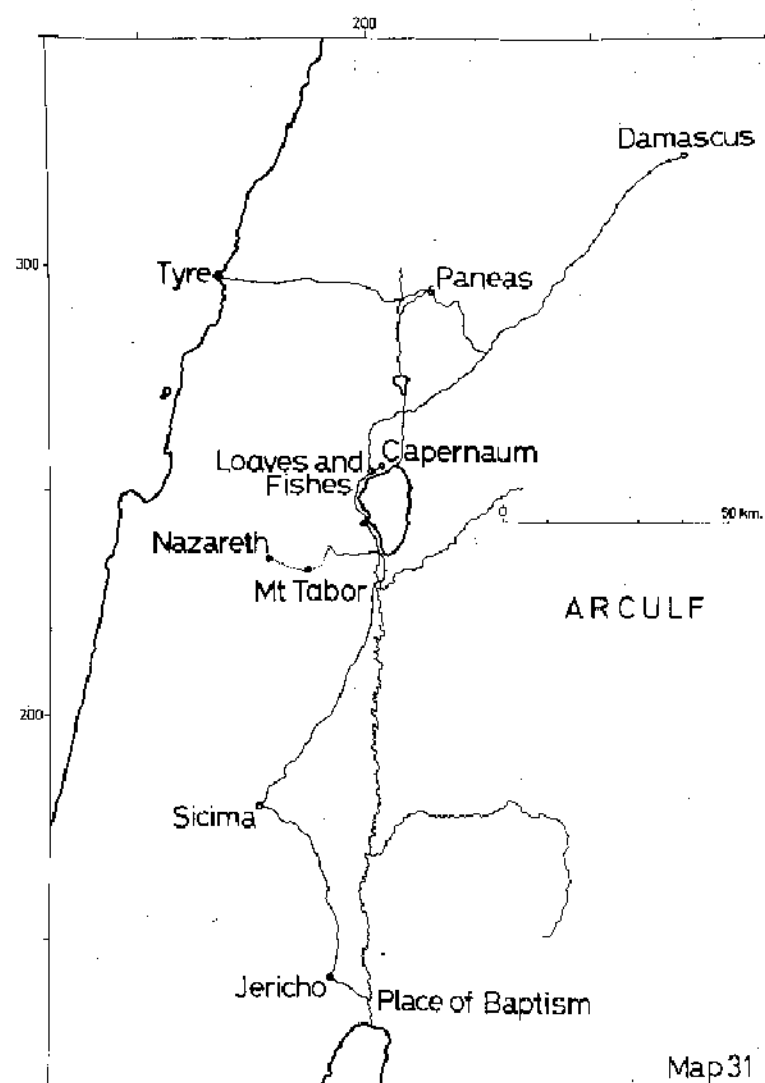 200
Damascus
300
Tyre
Paneas
Capernaum
Loaves and
Fishes
0
50 km.
Nazareth
Mt Tabor
ARCULF
200
Sicima
Jericho
Place of Baptism
Map 31